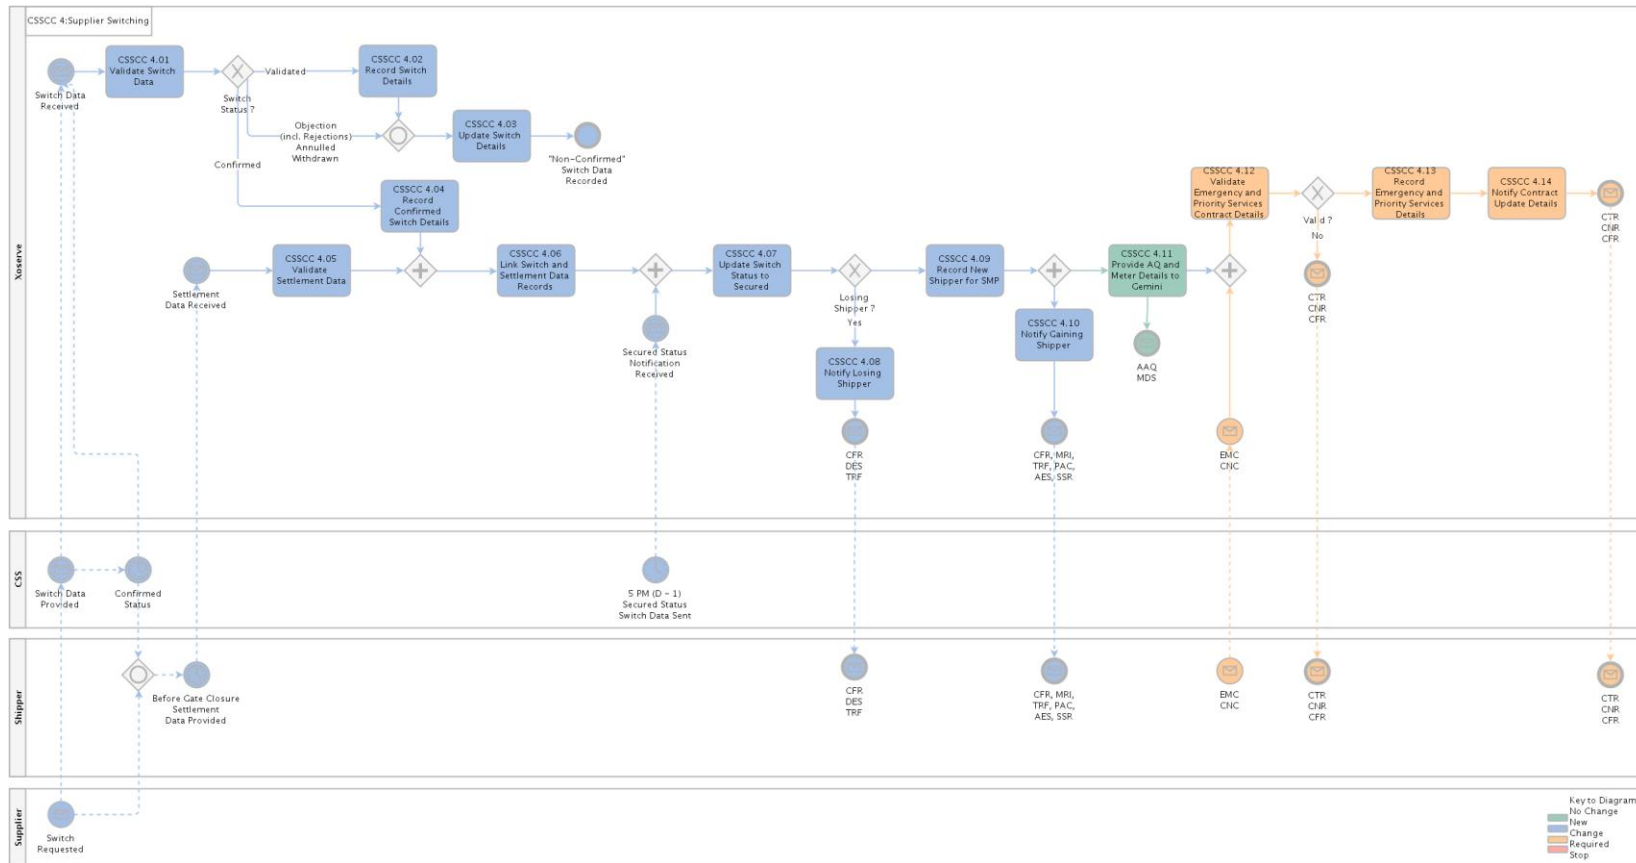 CSSCC 4:Supplier Switching
Xoserve
Switch Data
Received
CSSCC 4.01
Validate Switch
Data
Switch
Status ?
Validated
CSSCC 4.02
Record Switch
Details
Objection
(incl. Rejections)
Annulled
Withdrawn
CSSCC 4.03
Update Switch
Details
"Non-Confirmed"
Switch Data
Recorded
Confirmed
CSSCC 4.04
Record
Confirmed
Switch Details
Settlement
Data Received
CSSCC 4.05
Validate
Settlement Data
CSSCC 4.06
Link Switch and
Settlement Data
Records
Secured Status
Notification
Received
CSSCC 4.07
Update Switch
Status to
Secured
Losing
Shipper ?
Yes
CSSCC 4.08
Notify Losing
Shipper
CFR
DES
TRF
CSSCC 4.09
Record New
Shipper for SMP
CSSCC 4.10
Notify Gaining
Shipper
CFR, MRI,
TRF, PAC,
AES, SSR
CSSCC 4.11
Provide AQ and
Meter Details to
Gemini
AAQ
MDS
EMC
CNC
CSSCC 4.12
Validate
Emergency and
Priority Services
Contract Details
Valid ?
No
CTR
CNR
CFR
CSSCC 4.13
Record
Emergency and
Priority Services
Details
CSSCC 4.14
Notify Contract
Update Details
CTR
CNR
CFR
CSS
Switch Data
Provided
Confirmed
Status
5 PM (D - 1)
Secured Status
Switch Data Sent
Shipper
Before Gate Closure
Settlement
Data Provided
CFR
DES
TRF
CFR, MRI,
TRF, PAC,
AES, SSR
EMC
CNC
CTR
CNR
CFR
CTR
CNR
CFR
Supplier
Switch
Requested
Key to Diagram
No Change
New
Change
Required
Stop